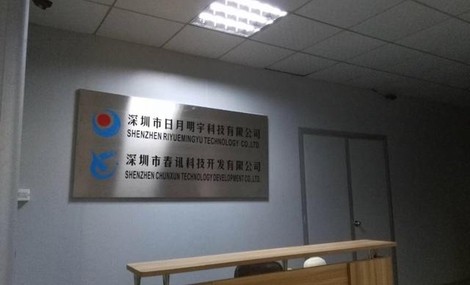 深圳市日月明宇科技有限公司
SHENZHEN RIYUEMINGYU TECHNOLOGY CO.,LTD.
深圳市春讯科技开发有限公司
SHENZHEN CHUNXUN TECHNOLOGY DEVELOPMENT CO.,LTD.